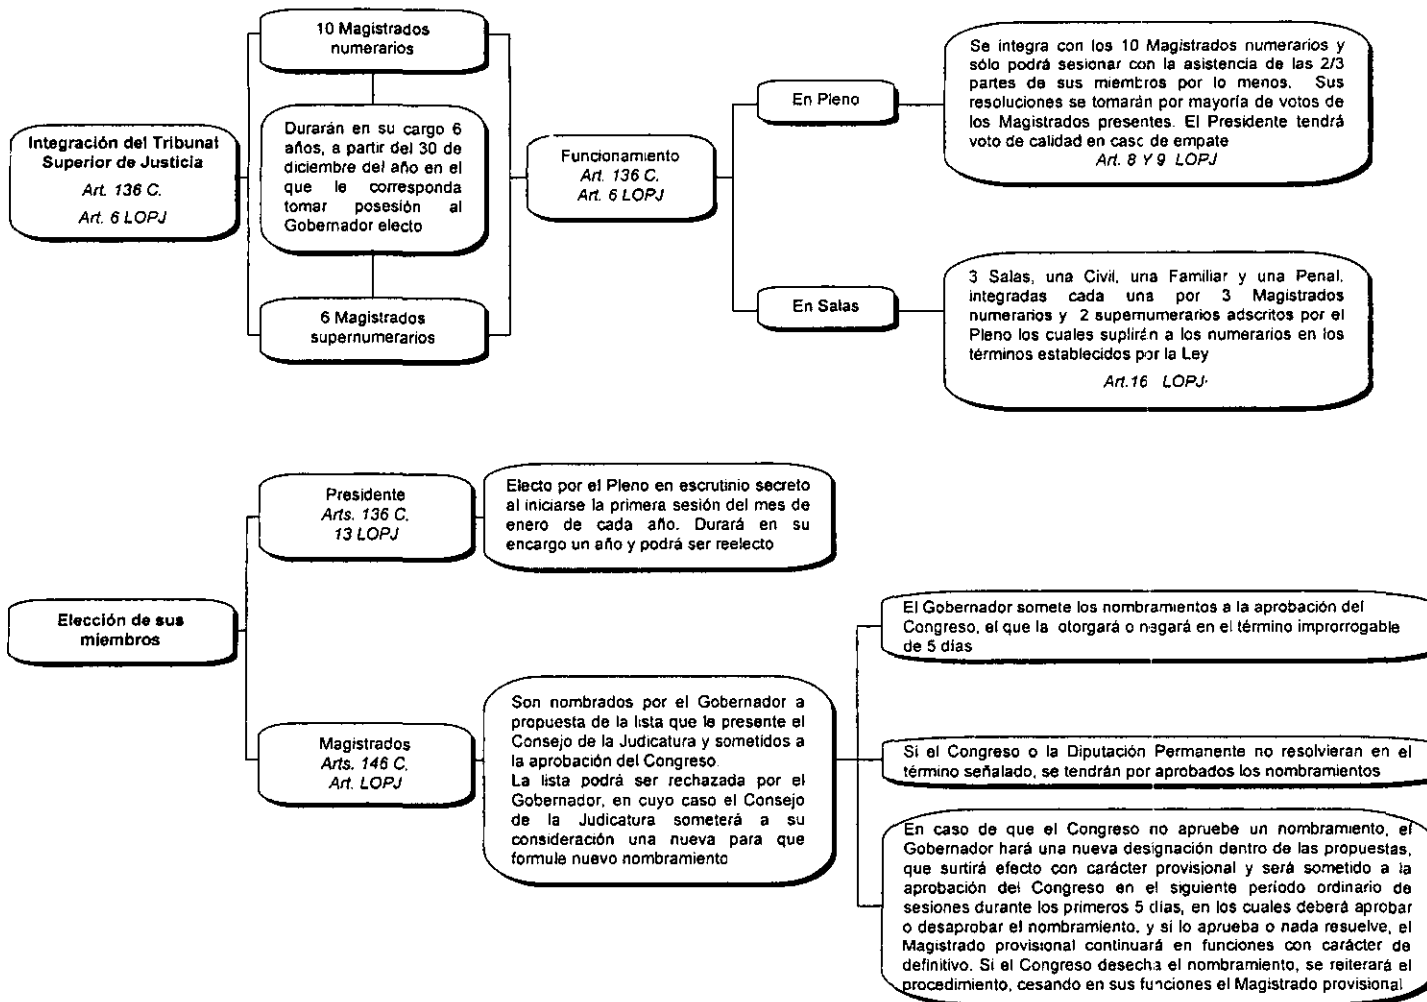 10 Magistrados
numerarios
Integración del Tribunal
Superior de Justicia
Art. 136 C.
Art. 6 LOPJ
Durarán en su cargo 6
años, a partir del 30 de
diciembre del año en el
que le corresponda
tomar posesión al
Gobernador electo
6 Magistrados
supernumerarios
Funcionamiento
Art. 136 C.
Art. 6 LOPJ
En Pleno
Se integra con los 10 Magistrados numerarios y
sólo podrá sesionar con la asistencia de las 2/3
partes de sus miembros por lo menos. Sus
resoluciones se tomarán por mayoría de votos de
los Magistrados presentes. El Presidente tendrá
voto de calidad en caso de empate
Art. 8 Y 9 LOPJ
En Salas
3 Salas, una Civil, una Familiar y una Penal,
integradas cada una por 3 Magistrados
numerarios y 2 supernumerarios adscritos por el
Pleno los cuales suplirán a los numerarios en los
términos establecidos por la Ley
Art.16 LOPJ
Elección de sus
miembros
Presidente
Arts. 136 C,
13 LOPJ
Electo por el Pleno en escrutinio secreto
al iniciarse la primera sesión del mes de
enero de cada año. Durará en su
encargo un año y podrá ser reelecto
Magistrados
Arts. 146 C,
Art. LOPJ
Son nombrados por el Gobernador a
propuesta de la lista que le presente el
Consejo de la Judicatura y sometidos a
la aprobación del Congreso.
La lista podrá ser rechazada por el
Gobernador, en cuyo caso el Consejo
de la Judicatura someterá a su
consideración una nueva para que
formule nuevo nombramiento
El Gobernador somete los nombramientos a la aprobación del
Congreso, el que la otorgará o negará en el término improrrogable
de 5 días
Si el Congreso o la Diputación Permanente no resolvieran en el
término señalado, se tendrán por aprobados los nombramientos
En caso de que el Congreso no apruebe un nombramiento, el
Gobernador hará una nueva designación dentro de las propuestas,
que surtirá efecto con carácter provisional y será sometido a la
aprobación del Congreso en el siguiente período ordinario de
sesiones durante los primeros 5 días, en los cuales deberá aprobar
o desaprobar el nombramiento, y si lo aprueba o nada resuelve, el
Magistrado provisional continuará en funciones con carácter de
definitivo. Si el Congreso desecha el nombramiento, se reiterará el
procedimiento, cesando en sus funciones el Magistrado provisional